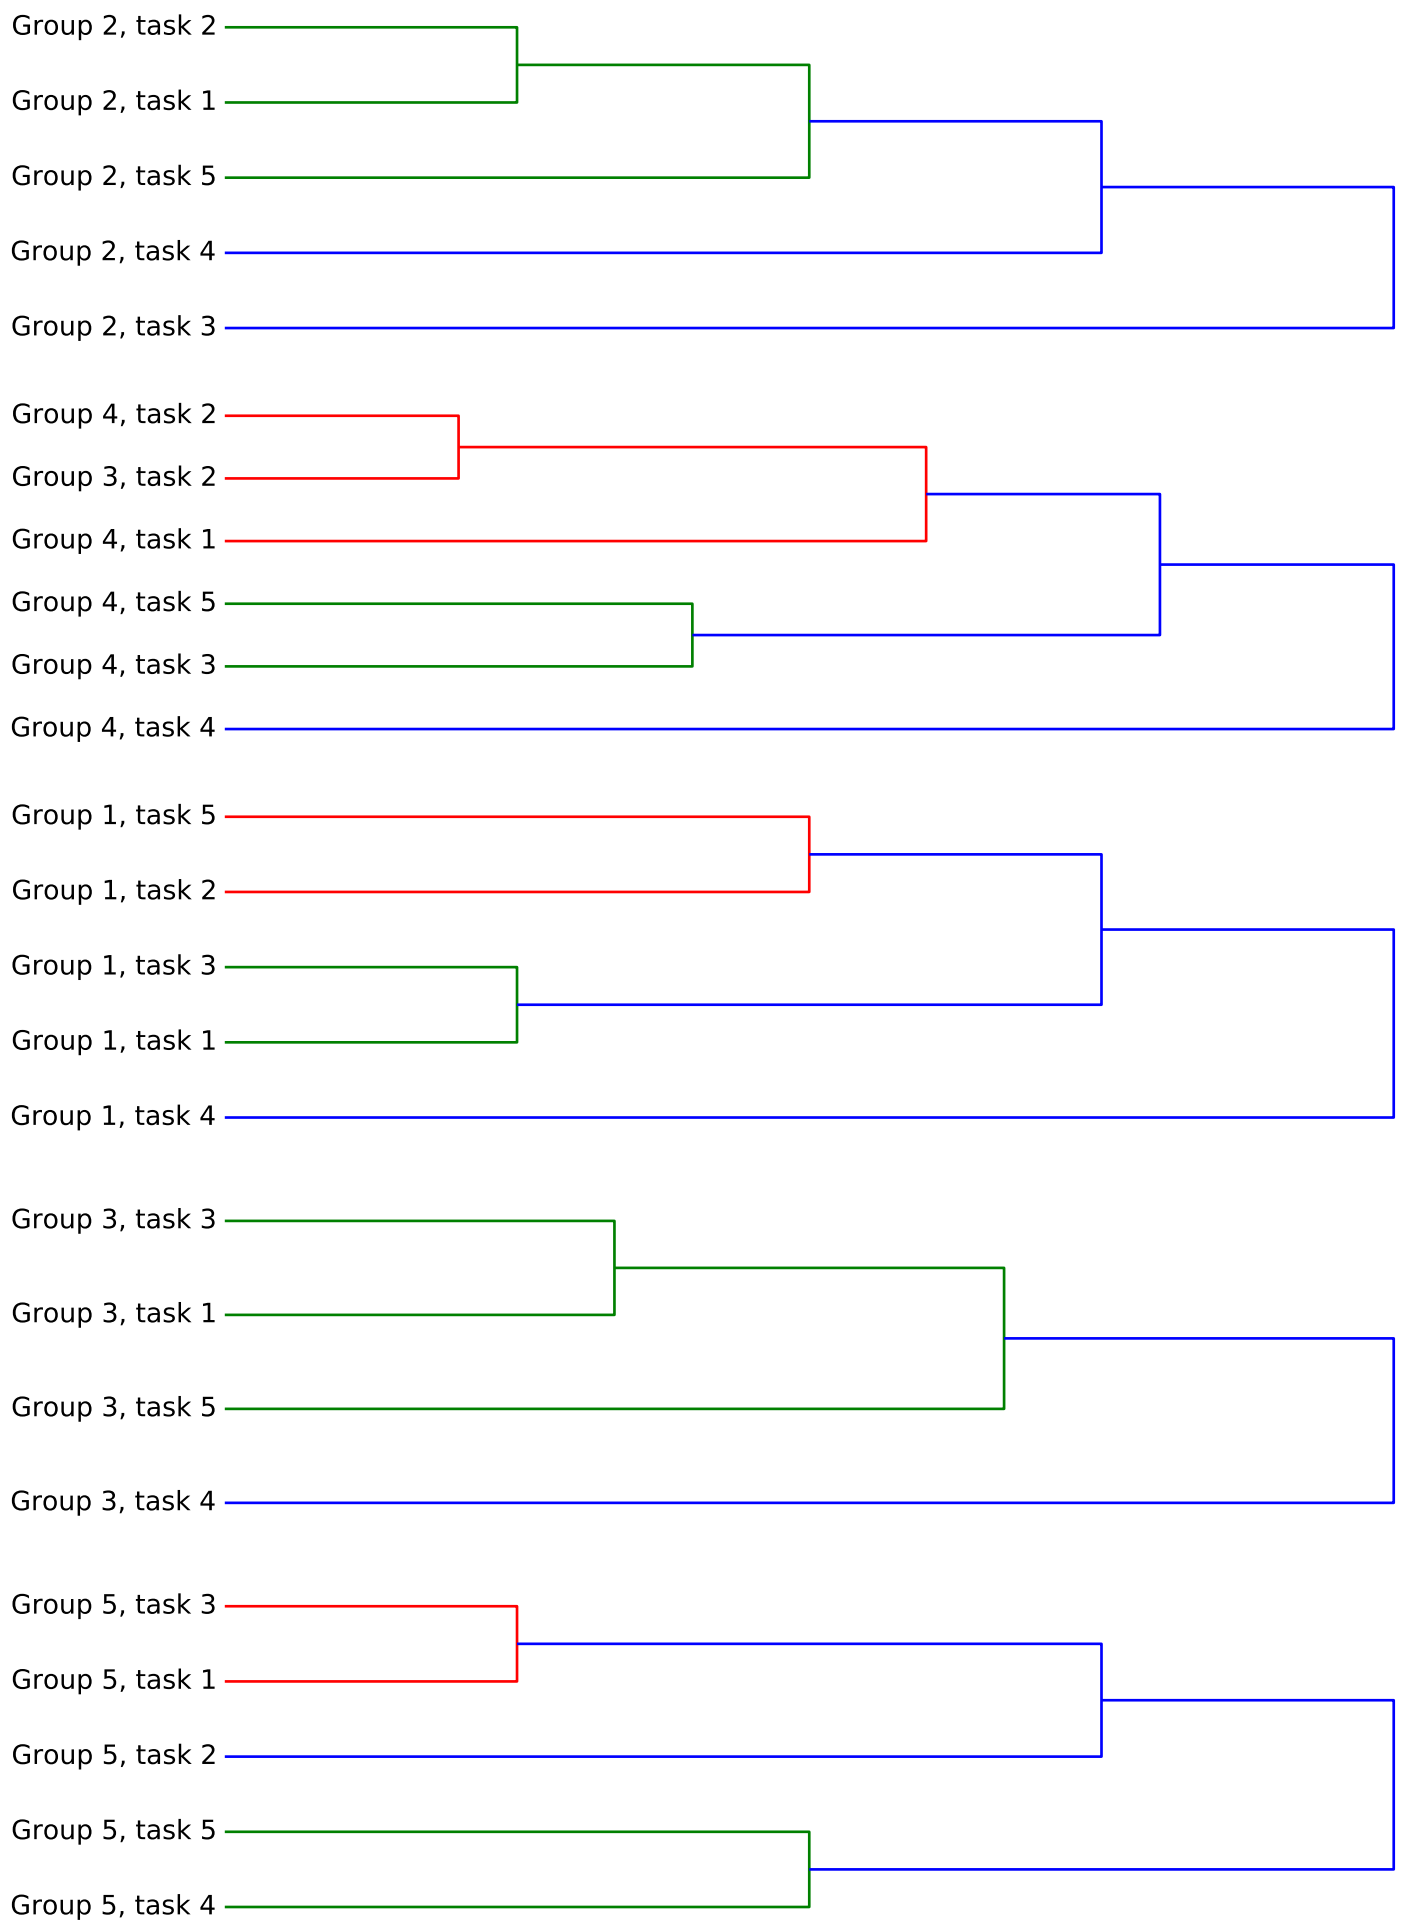 Group 2, task 2
Group 2, task 1
Group 2, task 5
Group 2, task 4
Group 2, task 3
Group 4, task 2
Group 3, task 2
Group 4, task 1
Group 4, task 5
Group 4, task 3
Group 4, task 4
Group 1, task 5
Group 1, task 2
Group 1, task 3
Group 1, task 1
Group 1, task 4
Group 3, task 3
Group 3, task 1
Group 3, task 5
Group 3, task 4
Group 5, task 3
Group 5, task 1
Group 5, task 2
Group 5, task 5
Group 5, task 4